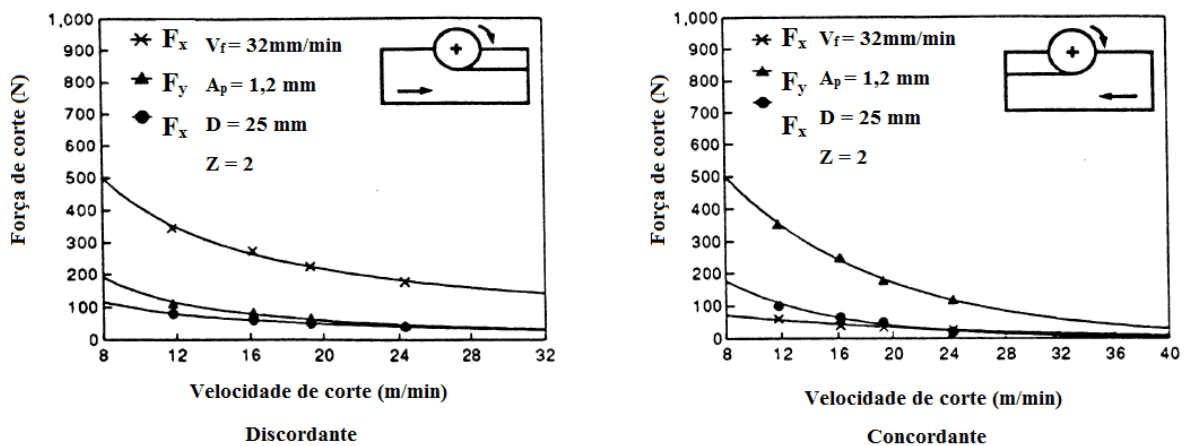 Força de corte (N)
1,000
900
800
700
600
500
400
300
200
100
0
8
12
16
20
24
28
32
Fx Vf = 32mm/min
Fy Ap = 1,2 mm
Fx D = 25 mm
Z = 2
Velocidade de corte (m/min)
Discordante
Força de corte (N)
1,000
900
800
700
600
500
400
300
200
100
0
8
12
16
20
24
28
32
36
40
Fx Vf = 32mm/min
Fy Ap = 1,2 mm
Fx D = 25 mm
Z = 2
Velocidade de corte (m/min)
Concordante